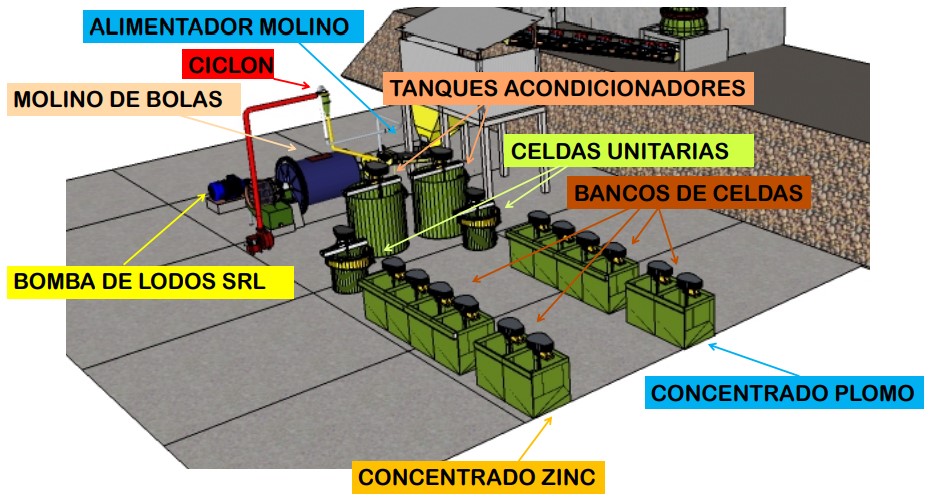 ALIMENTADOR MOLINO
CICLON
MOLINO DE BOLAS
TANQUES ACONDICIONADORES
CELDAS UNITARIAS
BANCOS DE CELDAS
BOMBA DE LODOS SRL
CONCENTRADO PLOMO
CONCENTRADO ZINC